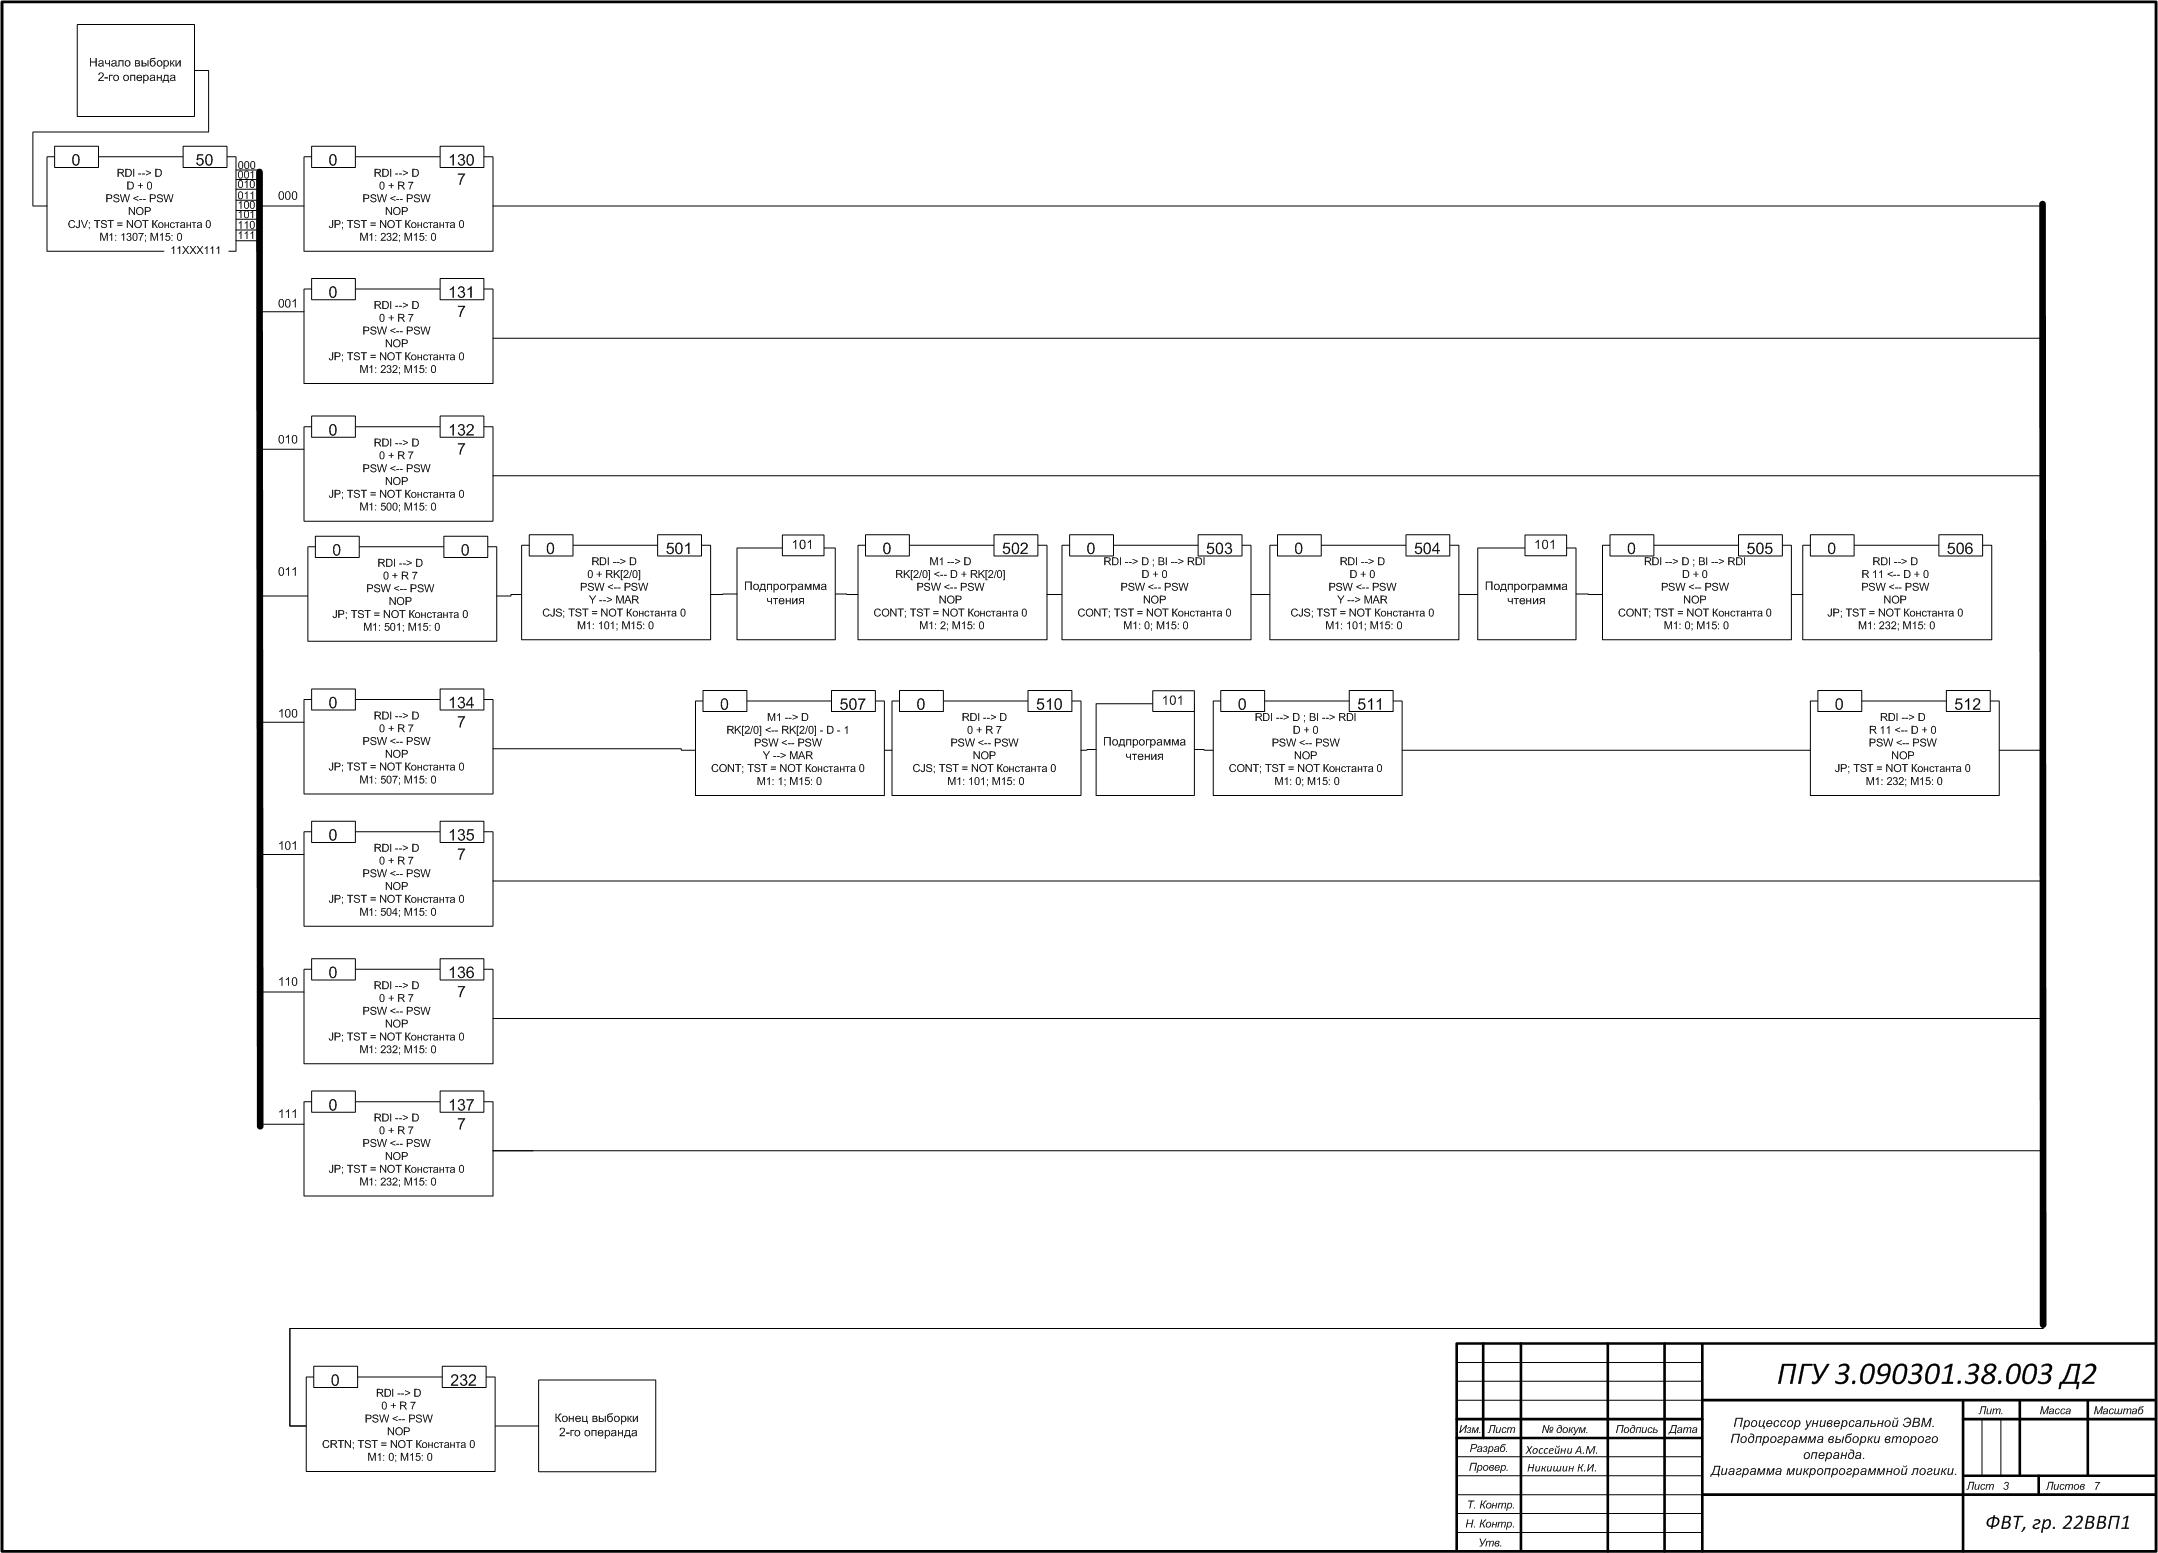 Начало выборки
2-го операнда
0 50
RDI --> D
D + 0
PSW <-- PSW
NOP
CJV; TST = NOT Константа 0
M1: 1307; M15: 0
11XXX111
000
001
010
011
100
101
110
111
000
0 130
7
RDI --> D
0 + R 7
PSW <-- PSW
NOP
JP; TST = NOT Константа 0
M1: 232; M15: 0
001
0 131
7
RDI --> D
0 + R 7
PSW <-- PSW
NOP
JP; TST = NOT Константа 0
M1: 232; M15: 0
010
0 132
7
RDI --> D
0 + R 7
PSW <-- PSW
NOP
JP; TST = NOT Константа 0
M1: 500; M15: 0
011
0 0
RDI --> D
0 + R 7
PSW <-- PSW
NOP
JP; TST = NOT Константа 0
M1: 501; M15: 0
0 501
RDI --> D
0 + RK[2/0]
PSW <-- PSW
Y --> MAR
CJS; TST = NOT Константа 0
M1: 101; M15: 0
101
Подпрограмма
чтения
0 502
M1 --> D
RK[2/0] <-- D + RK[2/0]
PSW <-- PSW
NOP
CONT; TST = NOT Константа 0
M1: 2; M15: 0
0 503
RDI --> D ; BI --> RDI
D + 0
PSW <-- PSW
NOP
CONT; TST = NOT Константа 0
M1: 0; M15: 0
0 504
RDI --> D
D + 0
PSW <-- PSW
Y --> MAR
CJS; TST = NOT Константа 0
M1: 101; M15: 0
101
Подпрограмма
чтения
0 505
RDI --> D ; BI --> RDI
D + 0
PSW <-- PSW
NOP
CONT; TST = NOT Константа 0
M1: 0; M15: 0
0 506
RDI --> D
R 11 <-- D + 0
PSW <-- PSW
NOP
JP; TST = NOT Константа 0
M1: 232; M15: 0
100
0 134
7
RDI --> D
0 + R 7
PSW <-- PSW
NOP
JP; TST = NOT Константа 0
M1: 507; M15: 0
0 507
M1 --> D
RK[2/0] <-- RK[2/0] - D - 1
PSW <-- PSW
Y --> MAR
CONT; TST = NOT Константа 0
M1: 1; M15: 0
0 510
RDI --> D
0 + R 7
PSW <-- PSW
NOP
CJS; TST = NOT Константа 0
M1: 101; M15: 0
101
Подпрограмма
чтения
0 511
RDI --> D ; BI --> RDI
D + 0
PSW <-- PSW
NOP
CONT; TST = NOT Константа 0
M1: 0; M15: 0
0 512
RDI --> D
R 11 <-- D + 0
PSW <-- PSW
NOP
JP; TST = NOT Константа 0
M1: 232; M15: 0
101
0 135
7
RDI --> D
0 + R 7
PSW <-- PSW
NOP
JP; TST = NOT Константа 0
M1: 504; M15: 0
110
0 136
7
RDI --> D
0 + R 7
PSW <-- PSW
NOP
JP; TST = NOT Константа 0
M1: 232; M15: 0
111
0 137
7
RDI --> D
0 + R 7
PSW <-- PSW
NOP
JP; TST = NOT Константа 0
M1: 232; M15: 0
0 232
RDI --> D
0 + R 7
PSW <-- PSW
NOP
CRTN; TST = NOT Константа 0
M1: 0; M15: 0
Конец выборки
2-го операнда
ПГУ 3.090301.38.003 Д2
Изм. Лист № докум. Подпись Дата
Разраб. Хоссейни А.М.
Провер. Никишин К.И.
Т. Контр.
Н. Контр.
Утв.
Процессор универсальной ЭВМ.
Подпрограмма выборки второго
операнда.
Диаграмма микропрограммной логики.
Лит. Масса Масштаб
Лист 3 Листов 7
ФВТ, гр. 22ВВП1